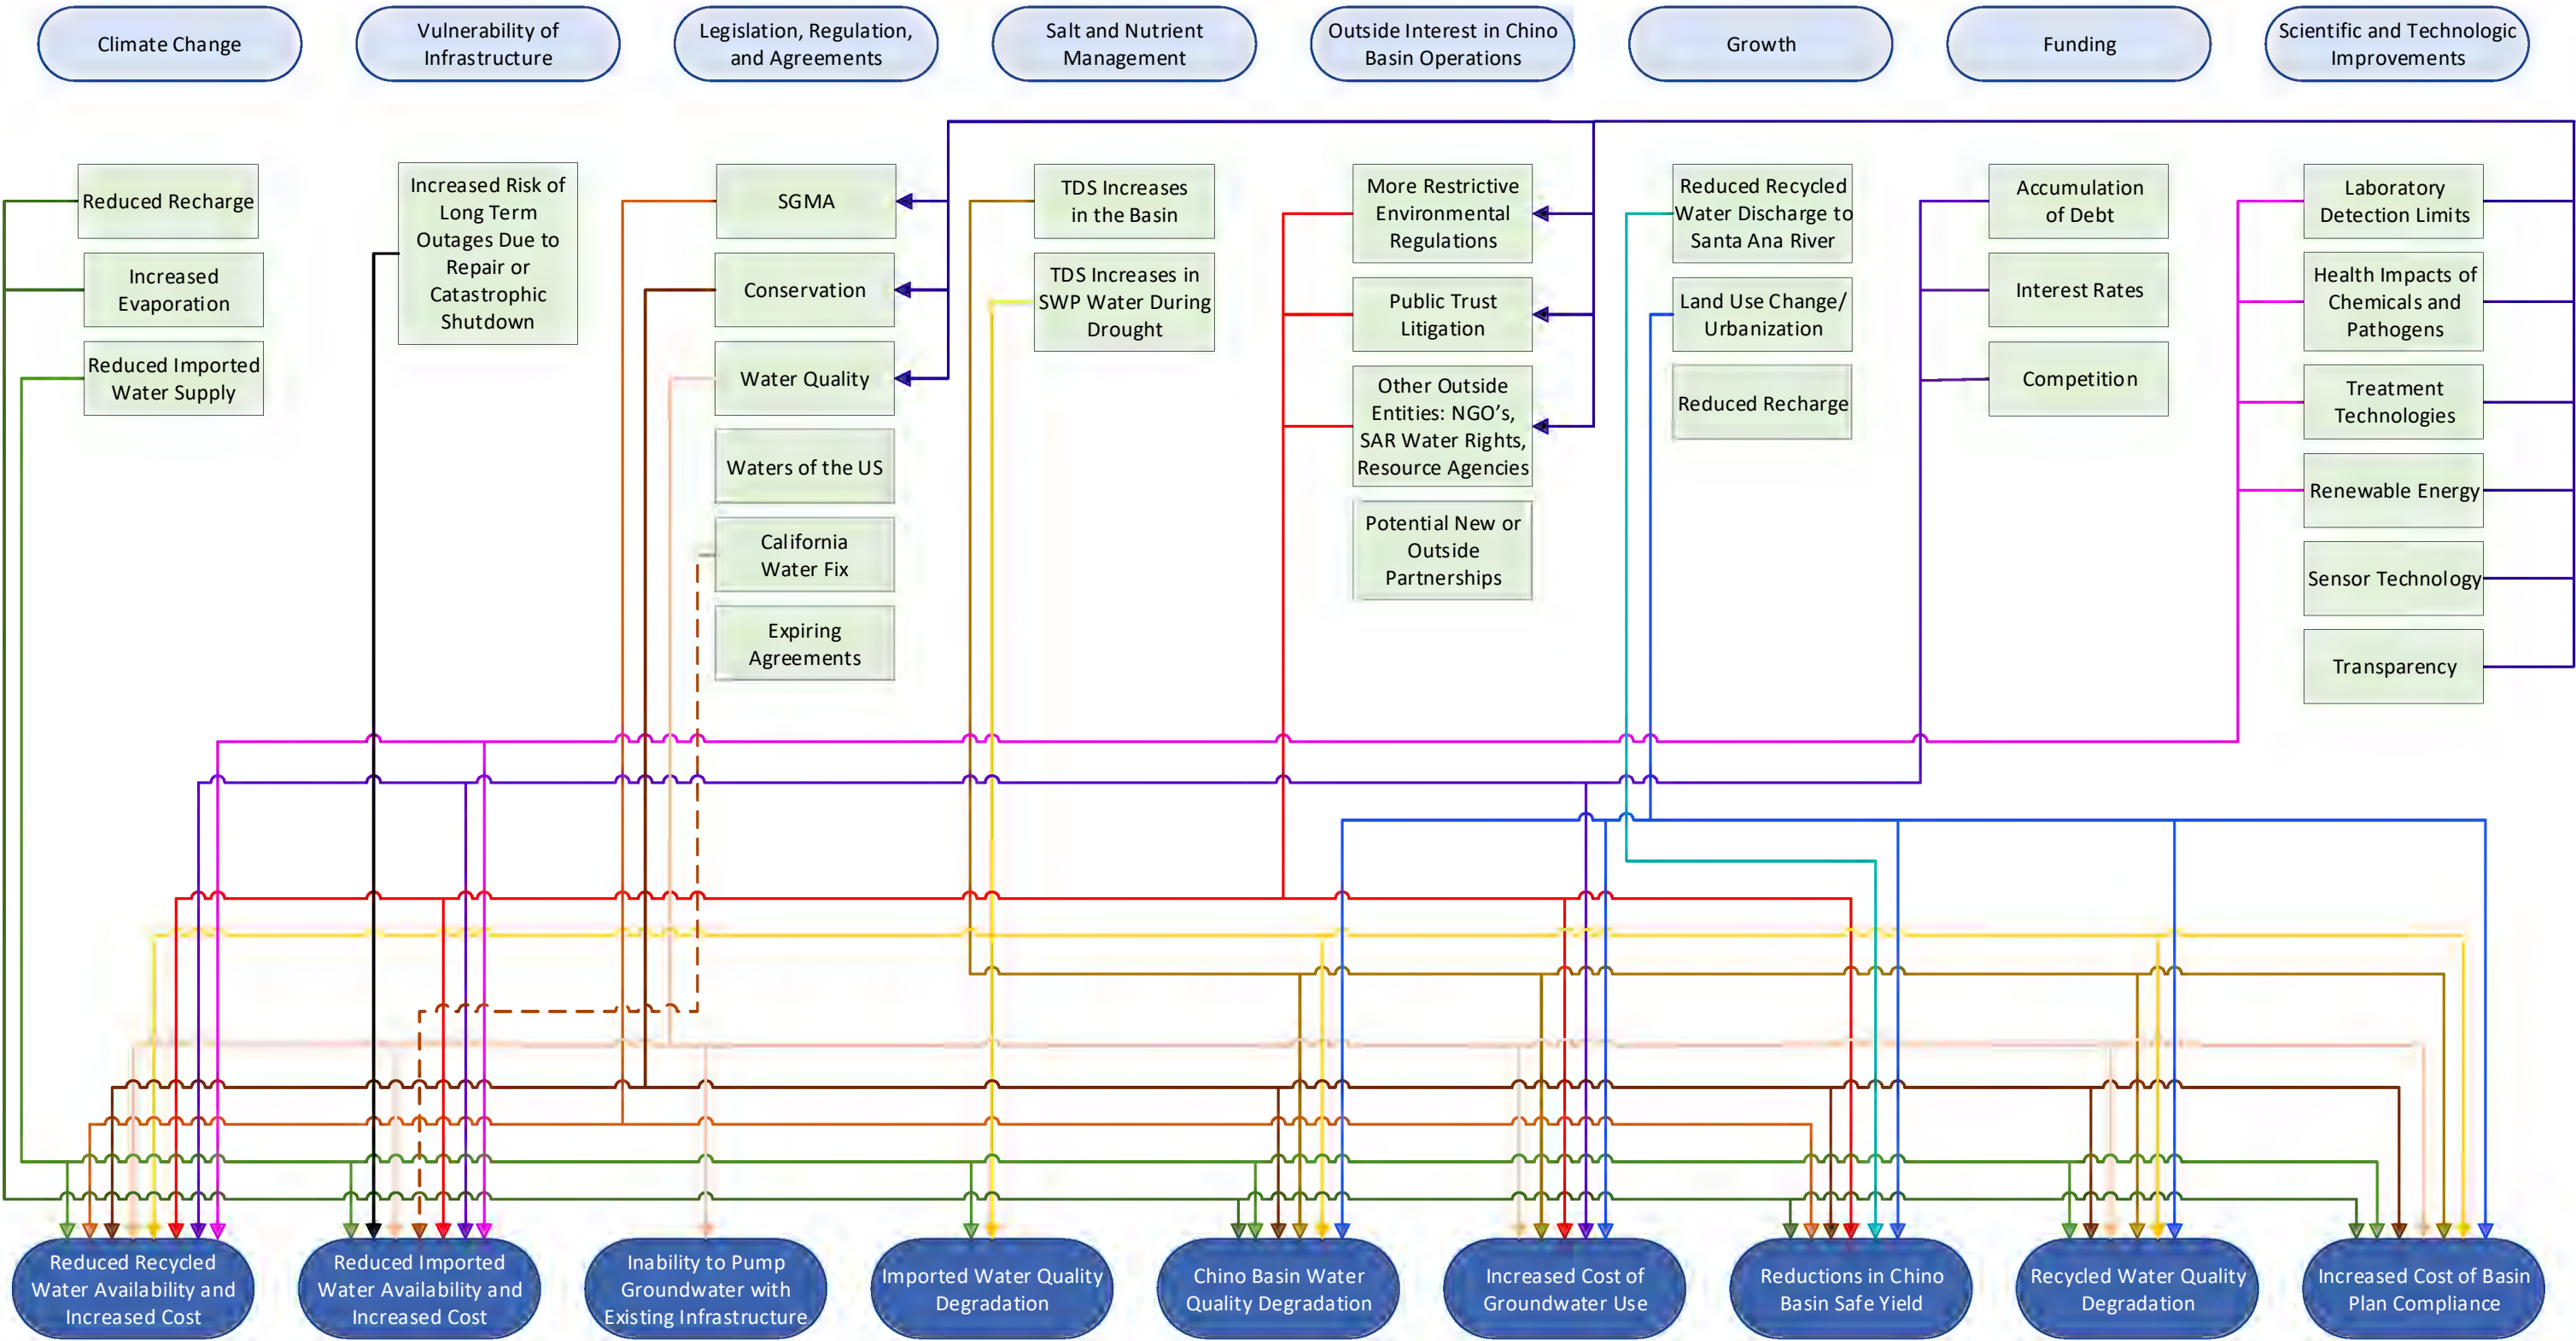 Climate Change
Vulnerability of
Infrastructure
Legislation, Regulation,
and Agreements
Salt and Nutrient
Management
Outside Interest in Chino
Basin Operations
Growth
Funding
Scientific and Technologic
Improvements
Reduced Recharge
Increased
Evaporation
Reduced Imported
Water Supply
Increased Risk of
Long Term
Outages Due to
Repair or
Catastrophic
Shutdown
SGMA
Conservation
Water Quality
Waters of the US
California
Water Fix
Expiring
Agreements
TDS Increases
in the Basin
TDS Increases in
SWP Water During
Drought
More Restrictive
Environmental
Regulations
Public Trust
Litigation
Other Outside
Entities: NGO’s,
SAR Water Rights,
Resource Agencies
Potential New or
Outside
Partnerships
Reduced Recycled
Water Discharge to
Santa Ana River
Land Use Change/
Urbanization
Reduced Recharge
Accumulation
of Debt
Interest Rates
Competition
Laboratory
Detection Limits
Health Impacts of
Chemicals and
Pathogens
Treatment
Technologies
Renewable Energy
Sensor Technology
Transparency
Reduced Recycled
Water Availability and
Increased Cost
Reduced Imported
Water Availability and
Increased Cost
Inability to Pump
Groundwater with
Existing Infrastructure
Imported Water Quality
Degradation
Chino Basin Water
Quality Degradation
Increased Cost of
Groundwater Use
Reductions in Chino
Basin Safe Yield
Recycled Water Quality
Degradation
Increased Cost of Basin
Plan Compliance